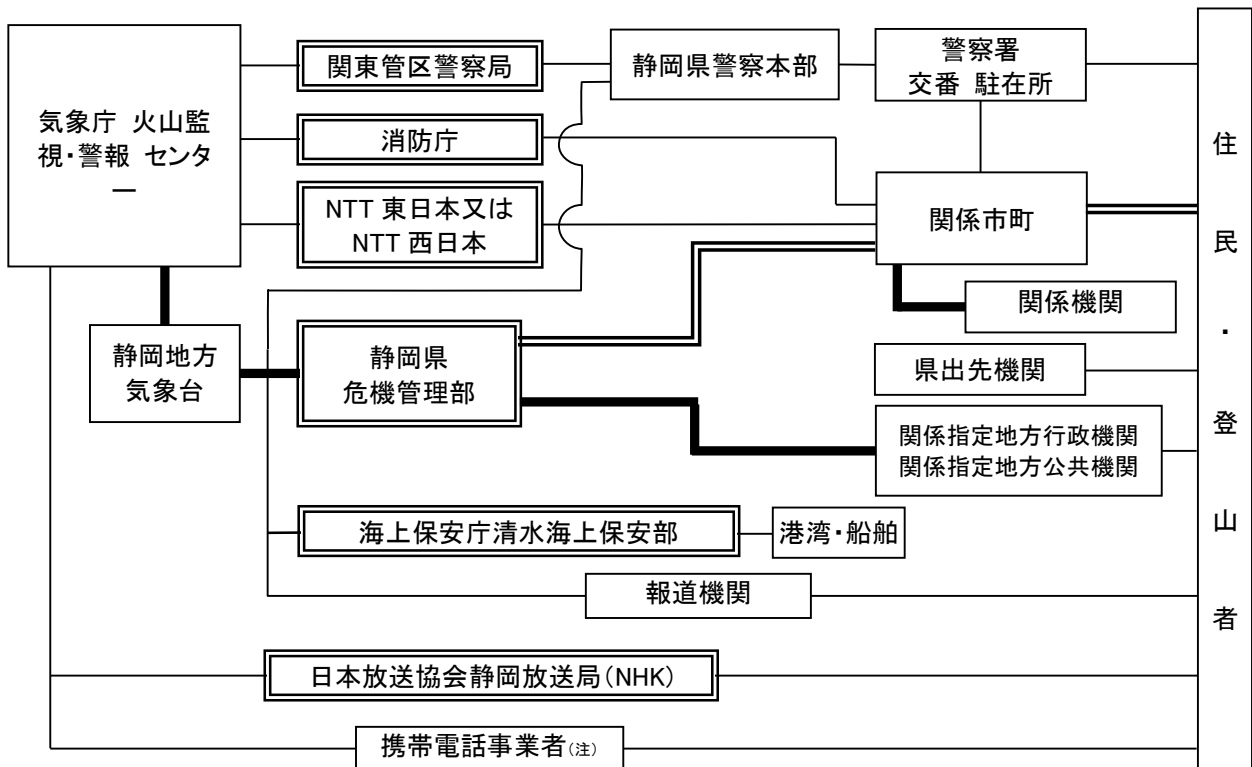 気象庁 火山監
視・警報 センタ
ー
関東管区警察局
静岡県警察本部
警察署
交番 駐在所
消防庁
NTT 東日本又は
NTT 西日本
関係市町
関係機関
静岡地方
気象台
静岡県
危機管理部
県出先機関
関係指定地方行政機関
関係指定地方公共機関
海上保安庁清水海上保安部
港湾・船舶
報道機関
日本放送協会静岡放送局(NHK)
携帯電話事業者(注)
住
民
・
登
山
者